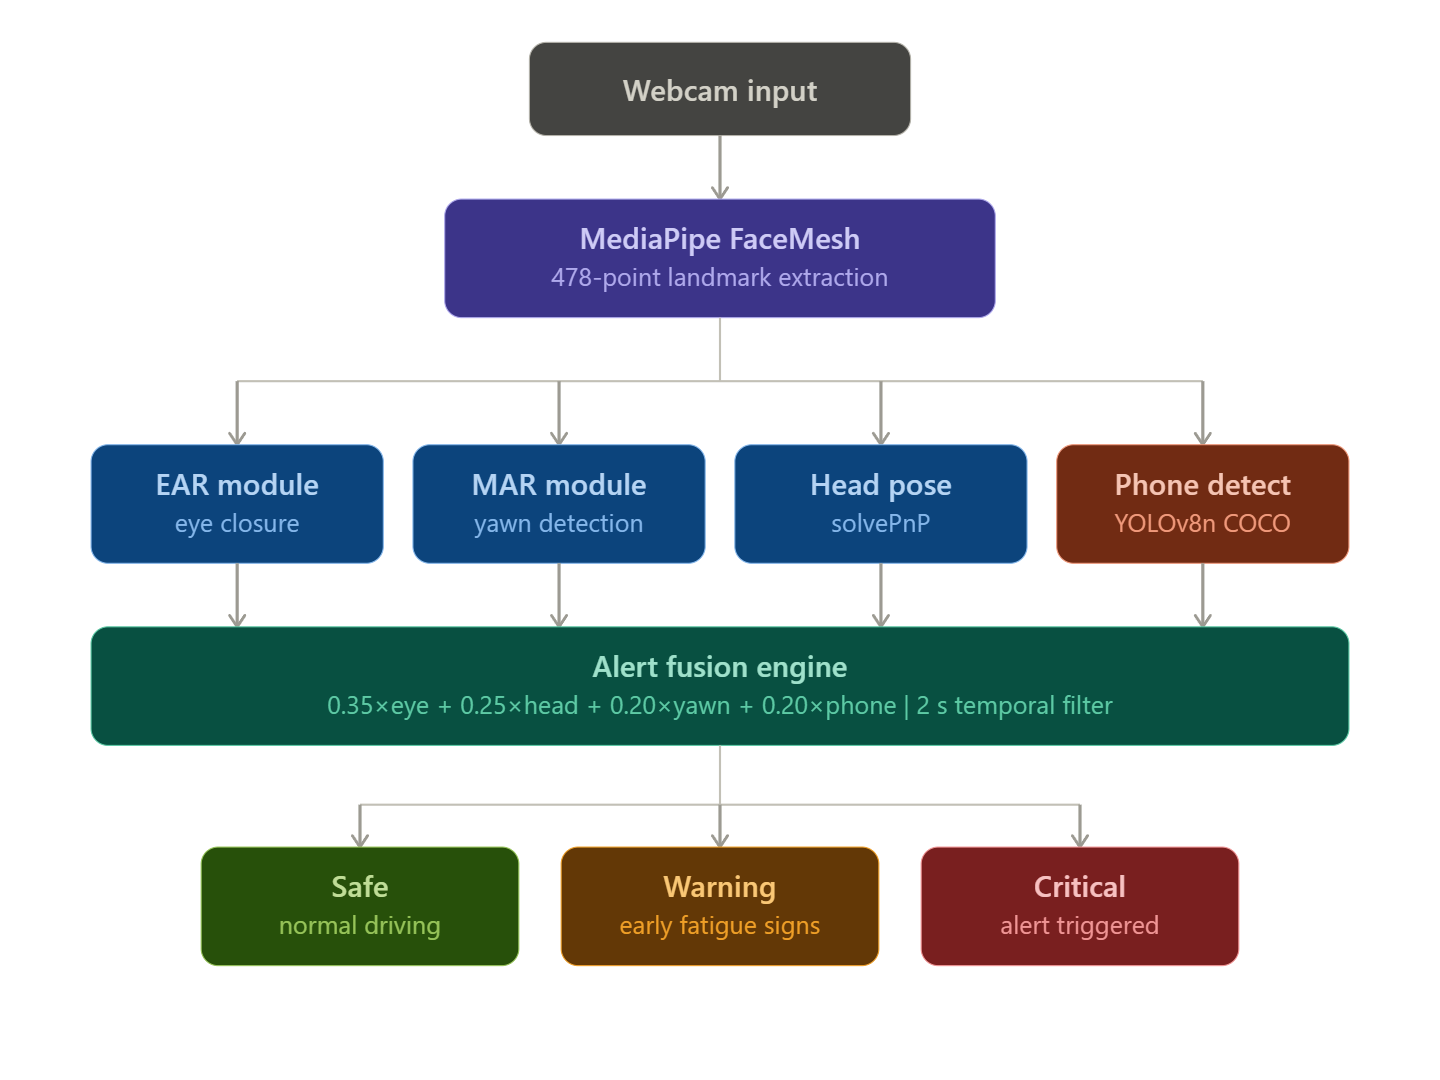 Webcam input
MediaPipe FaceMesh
478-point landmark extraction
EAR module
eye closure
MAR module
yawn detection
Head pose
solvePnP
Phone detect
YOLOv8n COCO
Alert fusion engine
0.35×eye + 0.25×head + 0.20×yawn + 0.20×phone | 2 s temporal filter
Safe
normal driving
Warning
early fatigue signs
Critical
alert triggered